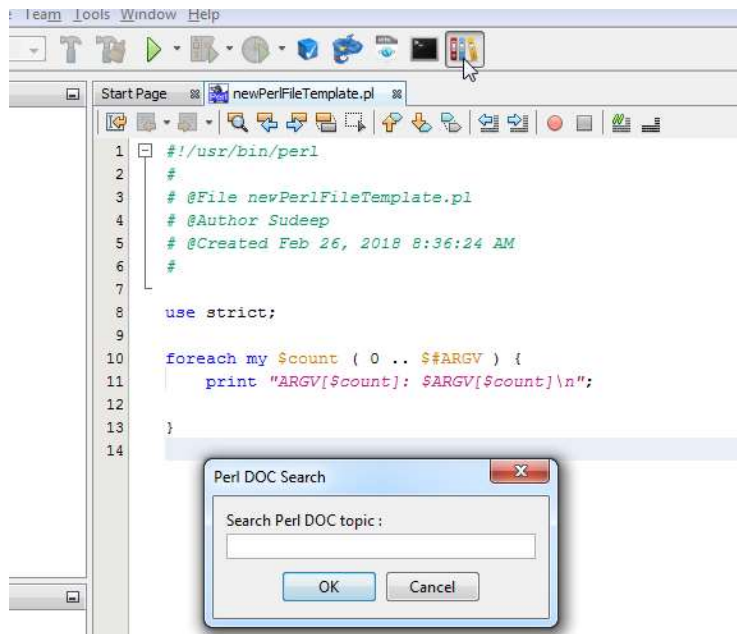 Team Tools Window Help
Start Page newPerlFileTemplate.pl
1 #!/usr/bin/perl
2 #
3 # @File newPerlFileTemplate.pl
4 # @Author Sudeep
5 # @Created Feb 26, 2018 8:36:24 AM
6 #
7
8 use strict;
9
10 foreach my $count ( 0 .. $#ARGV ) {
11 print "ARGV[$count]: $ARGV[$count]\n";
12
13 }
14
Perl DOC Search
Search Perl DOC topic :
OK Cancel